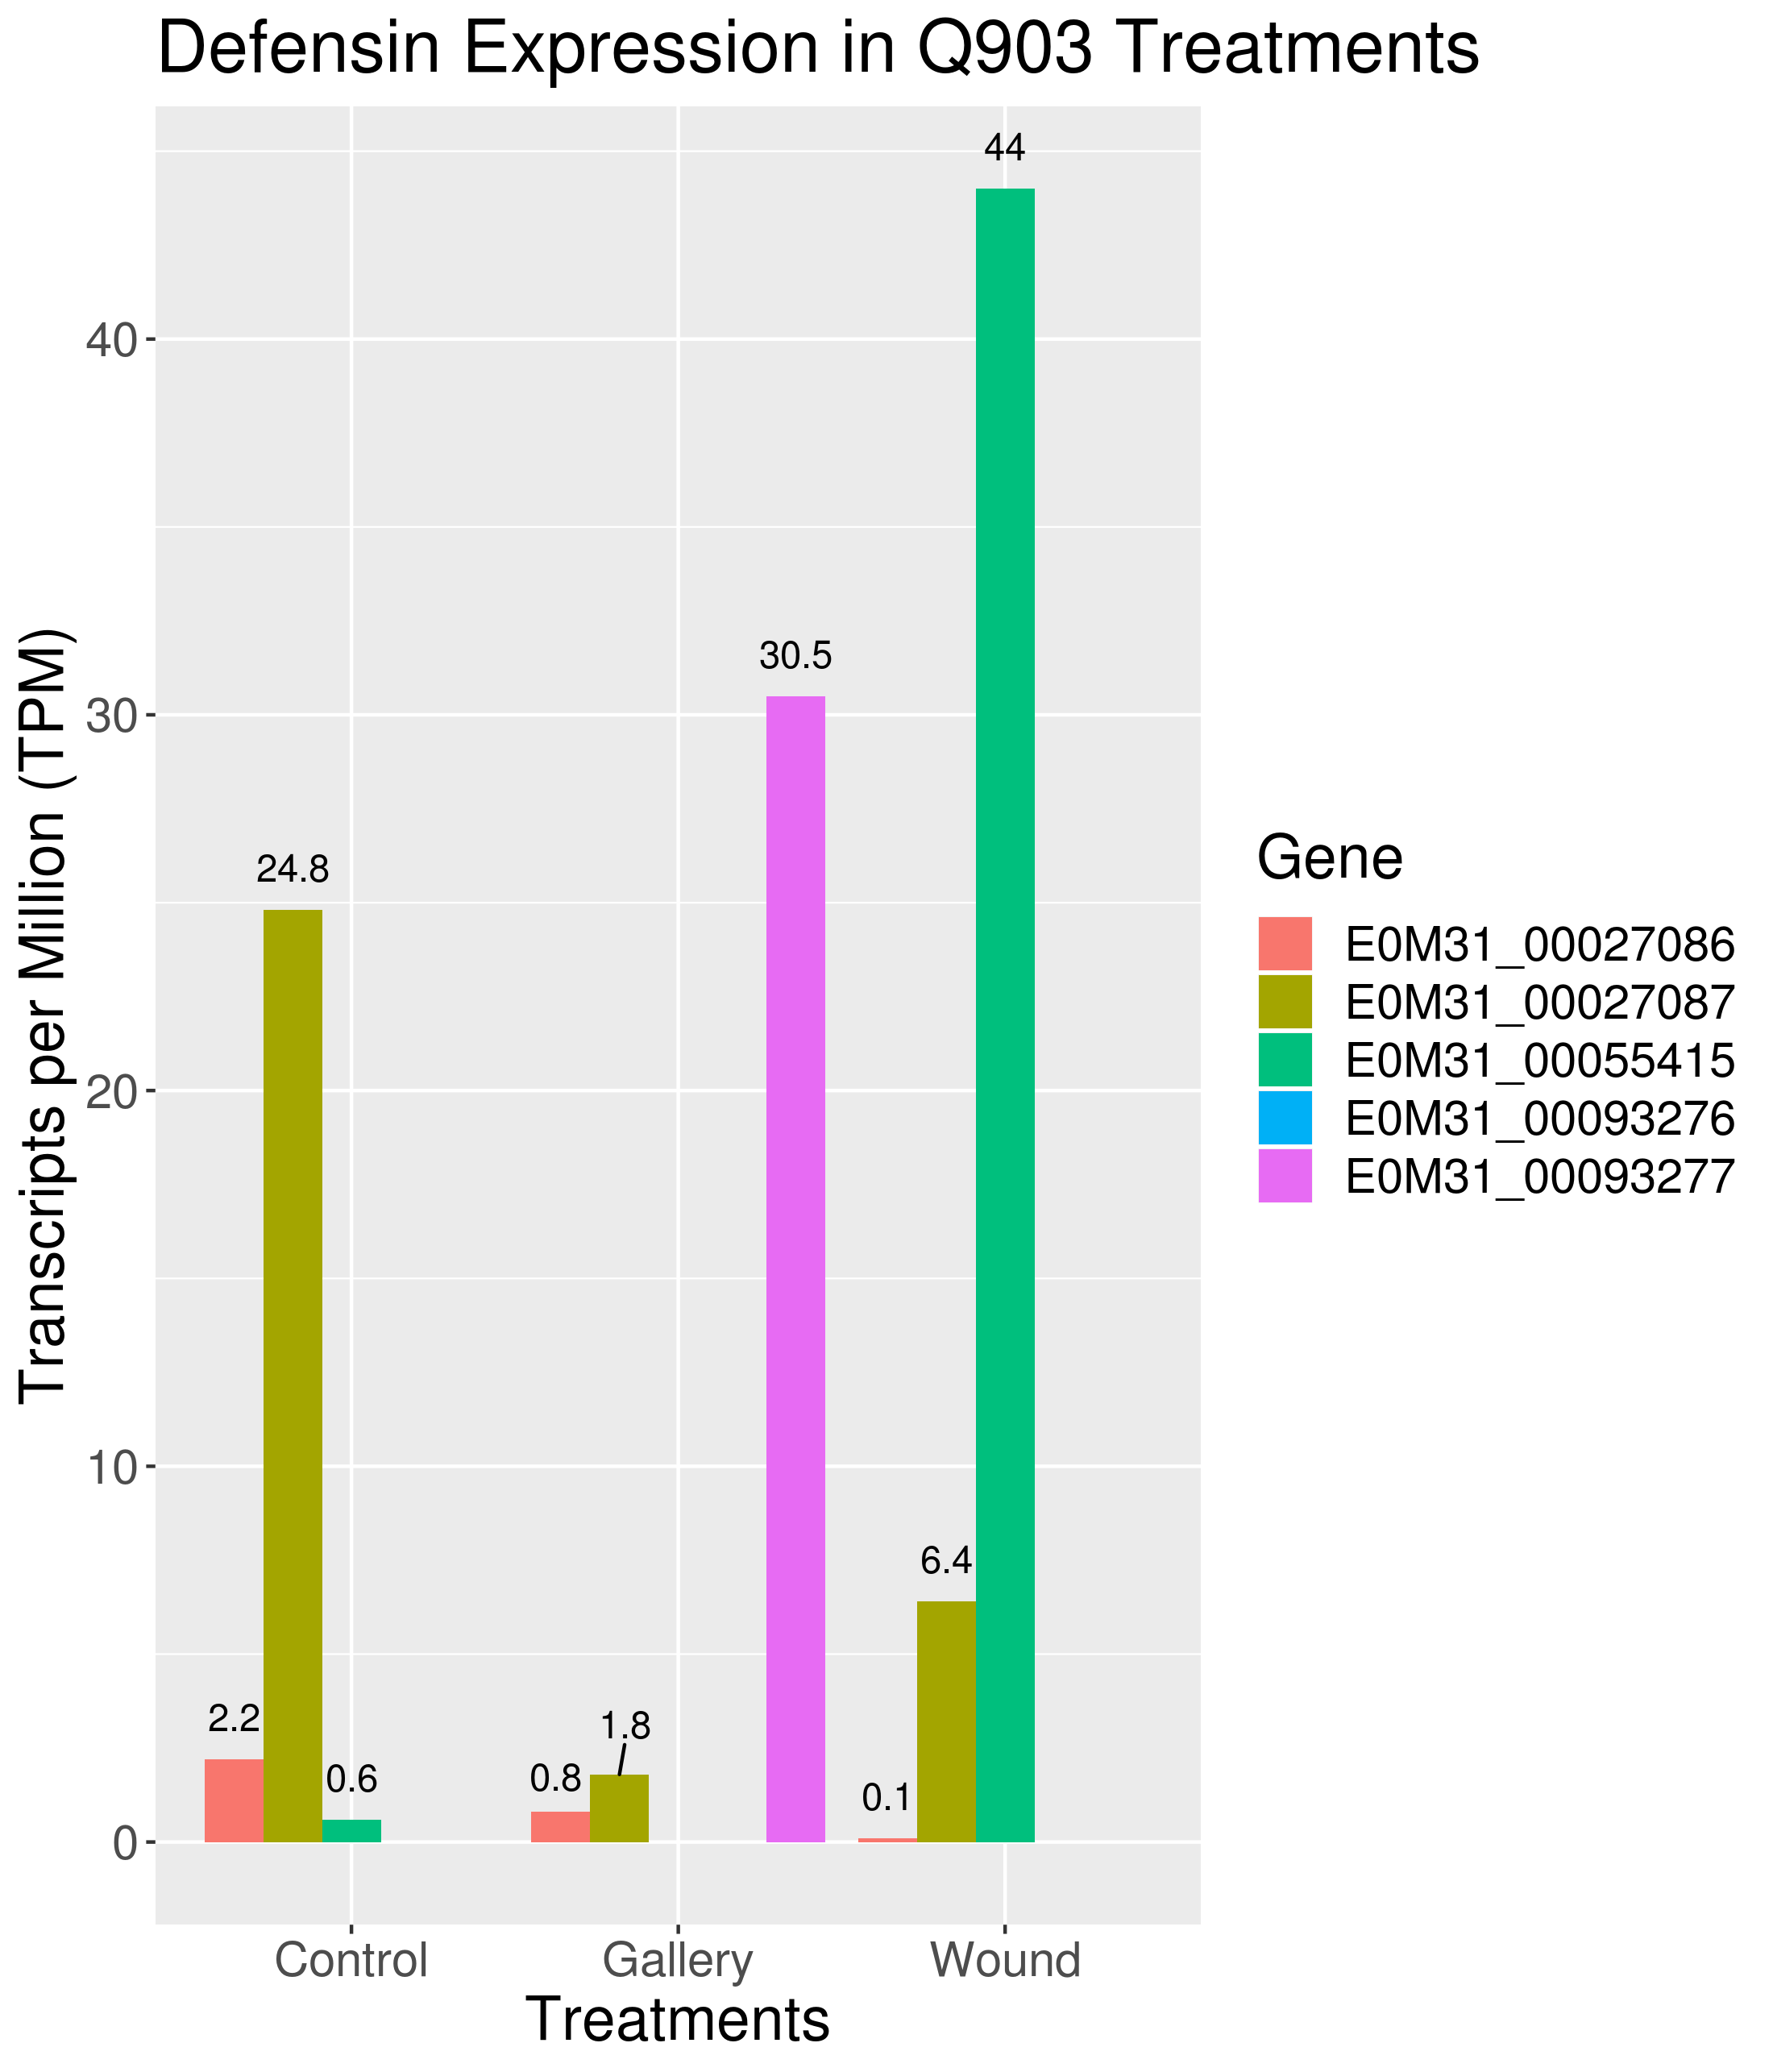 Defensin Expression in Q903 Treatments
Transcripts per Million (TPM)
40
30
20
10
0
44
30.5
24.8
6.4
2.2
1.8
0.6
0.8
0.1
Control
Gallery
Wound
Treatments
Gene
E0M31_00027086
E0M31_00027087
E0M31_00055415
E0M31_00093276
E0M31_00093277